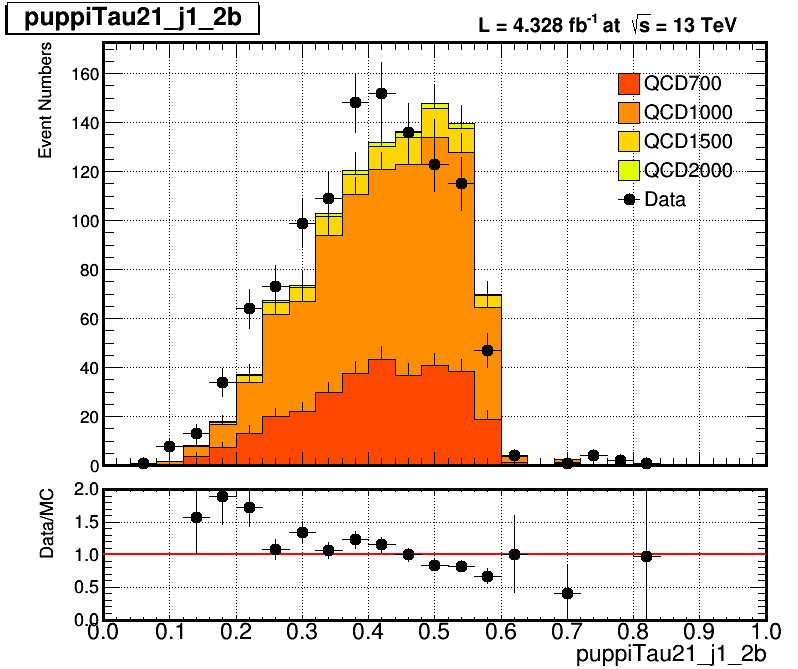 puppiTau21_j1_2b
L = 4.328 fb⁻¹ at √s = 13 TeV
Event Numbers
160
140
120
100
80
60
40
20
0
QCD700
QCD1000
QCD1500
QCD2000
Data
Data/MC
2.0
1.5
1.0
0.5
0.0
0.0 0.1 0.2 0.3 0.4 0.5 0.6 0.7 0.8 0.9 1.0
puppiTau21_j1_2b